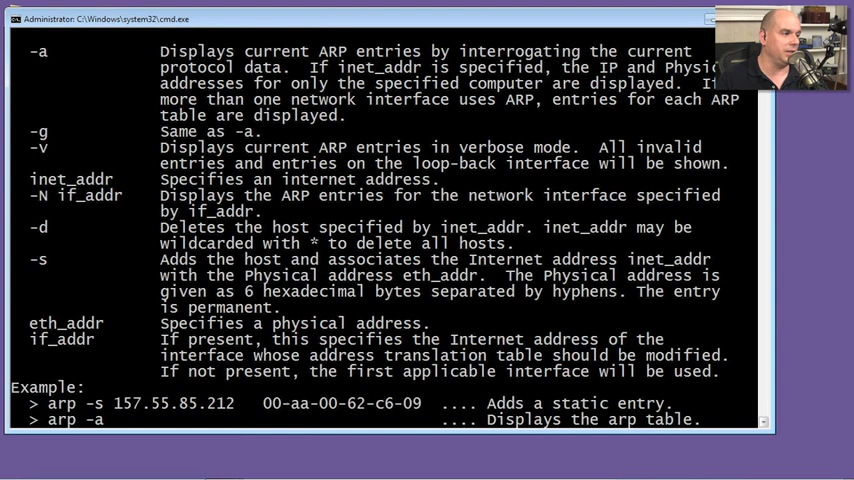 Administrator: C:\Windows\system32\cmd.exe
-a Displays current ARP entries by interrogating the current
protocol data. If inet_addr is specified, the IP and Physic
addresses for only the specified computer are displayed. I
more than one network interface uses ARP, entries for each ARP
table are displayed.
-g Same as -a.
-v Displays current ARP entries in verbose mode. All invalid
entries and entries on the loop-back interface will be shown.
inet_addr Specifies an internet address.
-N if_addr Displays the ARP entries for the network interface specified
by if_addr.
-d Deletes the host specified by inet_addr. inet_addr may be
wildcarded with * to delete all hosts.
-s Adds the host and associates the Internet address inet_addr
with the Physical address eth_addr. The Physical address is
given as 6 hexadecimal bytes separated by hyphens. The entry
is permanent.
eth_addr Specifies a physical address.
if_addr If present, this specifies the Internet address of the
interface whose address translation table should be modified.
If not present, the first applicable interface will be used.
Example:
> arp -s 157.55.85.212 00-aa-00-62-c6-09 .... Adds a static entry.
> arp -a .... Displays the arp table.